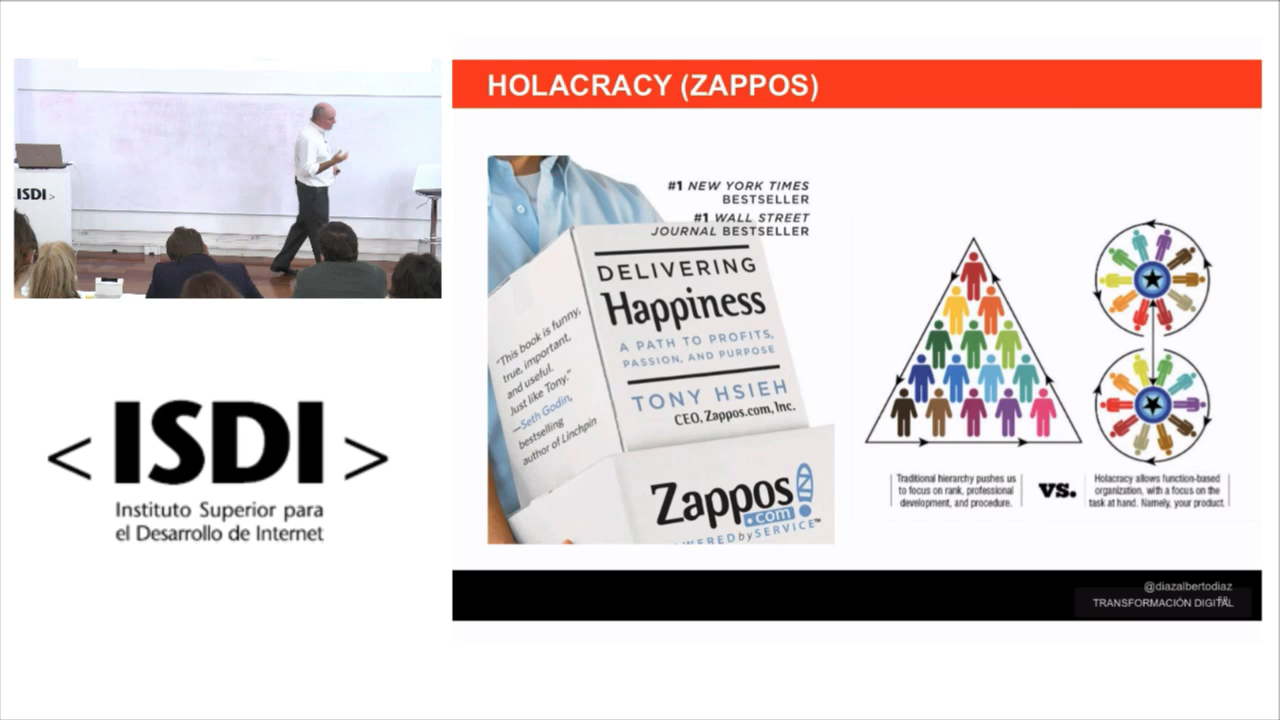 ISDI>
<ISDI>
Instituto Superior para
el Desarrollo de Internet
HOLACRACY (ZAPPOS)
#1 NEW YORK TIMES
BESTSELLER
#1 WALL STREET
JOURNAL BESTSELLER
DELIVERING
Happiness
A PATH TO PROFITS,
PASSION, AND PURPOSE
TONY HSIEH
CEO, Zappos.com, Inc.
"This book is funny,
true, important,
and useful.
Just like Tony."
—Seth Godin,
bestselling
author of Linchpin
Zappos
.com
POWERED by SERVICE™
Traditional hierarchy pushes us
to focus on rank, professional
development, and procedure.
vs.
Holacracy allows function-based
organization, with a focus on the
task at hand. Namely, your product
@diazalbertodiaz
TRANSFORMACIÓN DIGITAL